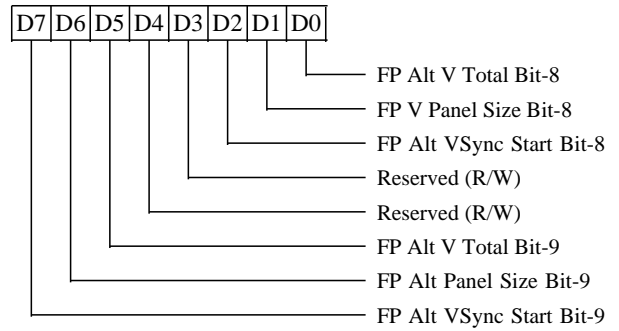 D7 D6 D5 D4 D3 D2 D1 D0
FP Alt V Total Bit-8
FP V Panel Size Bit-8
FP Alt VSync Start Bit-8
Reserved (R/W)
Reserved (R/W)
FP Alt V Total Bit-9
FP Alt Panel Size Bit-9
FP Alt VSync Start Bit-9